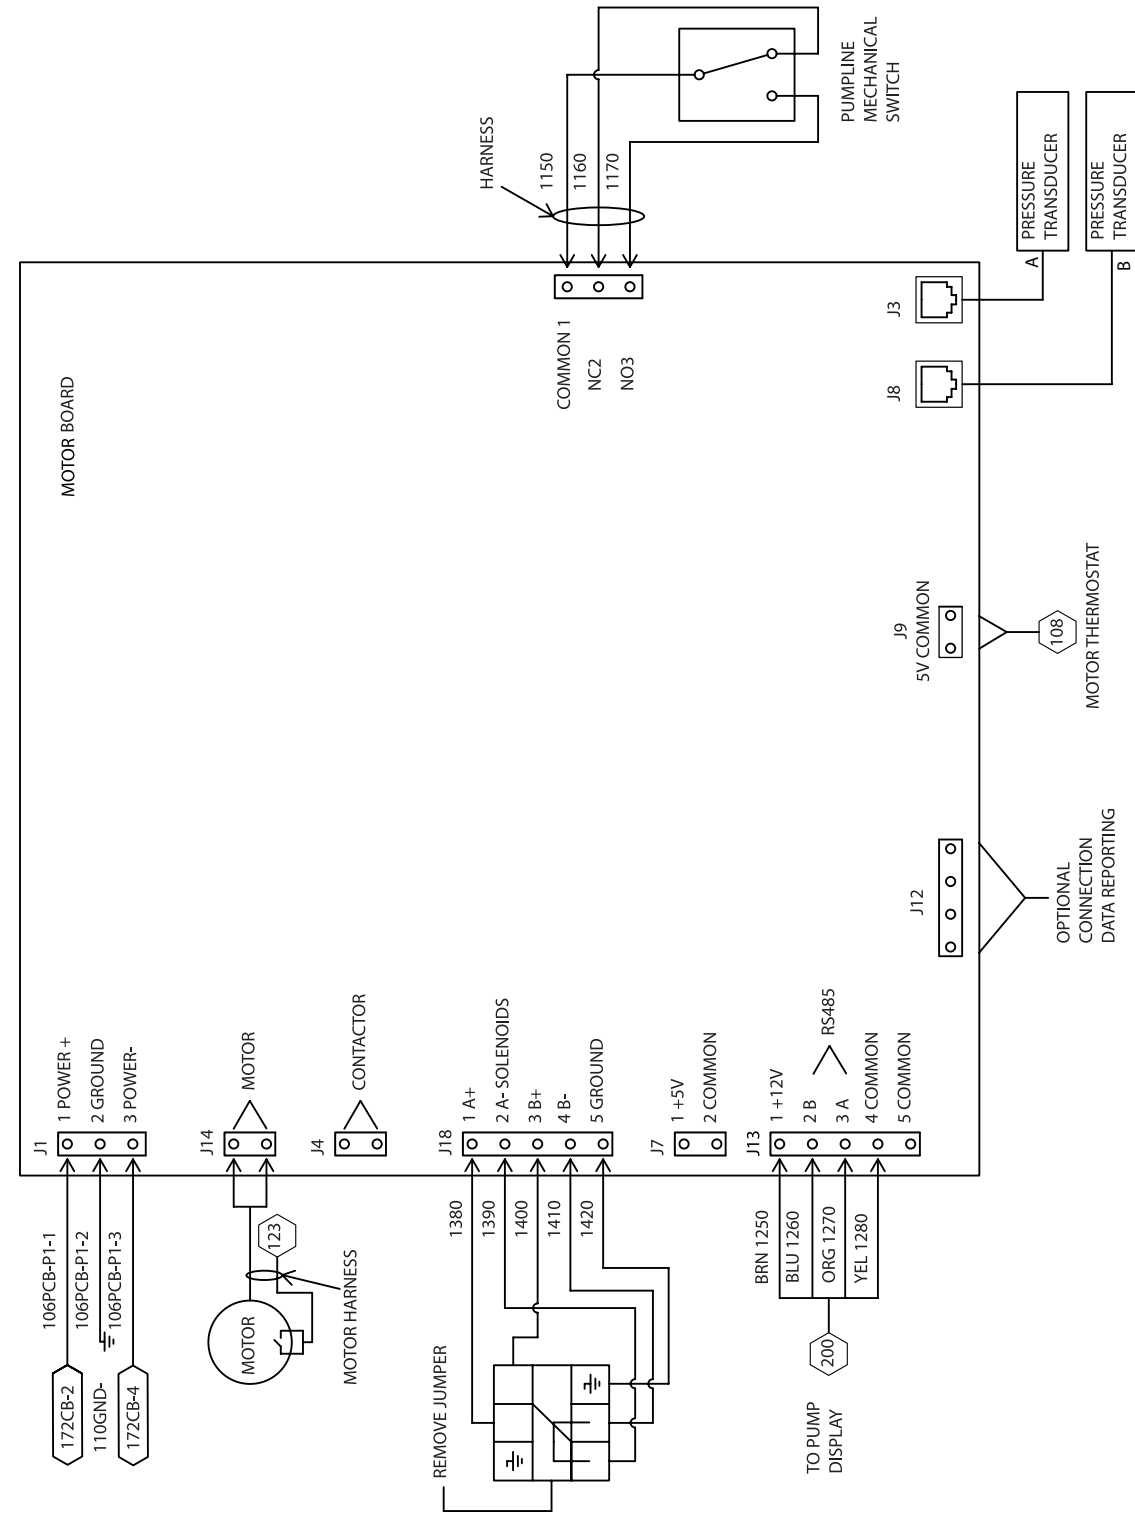 MOTOR BOARD
J1
1 POWER +
2 GROUND
3 POWER-
106PCB-P1-1
106PCB-P1-2
106PCB-P1-3
172CB-2
110GND-
172CB-4
J14
MOTOR
123
MOTOR
MOTOR HARNESS
J4
CONTACTOR
J18
1 A+
2 A- SOLENOIDS
3 B+
4 B-
5 GROUND
1380
1390
1400
1410
1420
REMOVE JUMPER
J7
1 +5V
2 COMMON
J13
1 +12V
2 B
3 A
RS485
4 COMMON
5 COMMON
BRN 1250
BLU 1260
ORG 1270
YEL 1280
200
TO PUMP
DISPLAY
J12
OPTIONAL
CONNECTION
DATA REPORTING
J9
5V COMMON
108
MOTOR THERMOSTAT
COMMON 1
NC2
NO3
HARNESS
1150
1160
1170
PUMPLINE
MECHANICAL
SWITCH
J8
J3
A
PRESSURE
TRANSDUCER
B
PRESSURE
TRANSDUCER